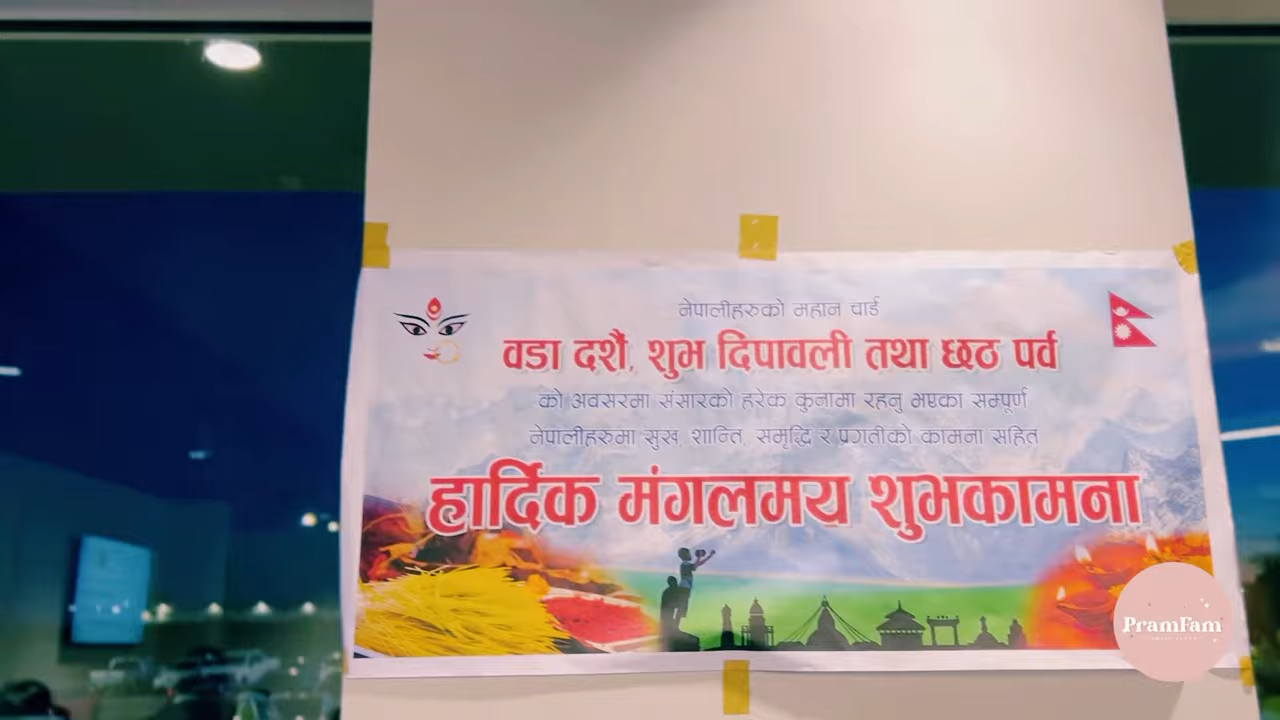 नेपालीहरुको महान चार्ड
वडा दशैं, शुभ दिपावली तथा छठ पर्व
को अवसरमा संसारको हरेक कुनामा रहनु भएका सम्पूर्ण
नेपालीहरुमा सुख, शान्ति, समृद्धि र प्रगतीको कामना सहित
हार्दिक मंगलमय शुभकामना
PramFam